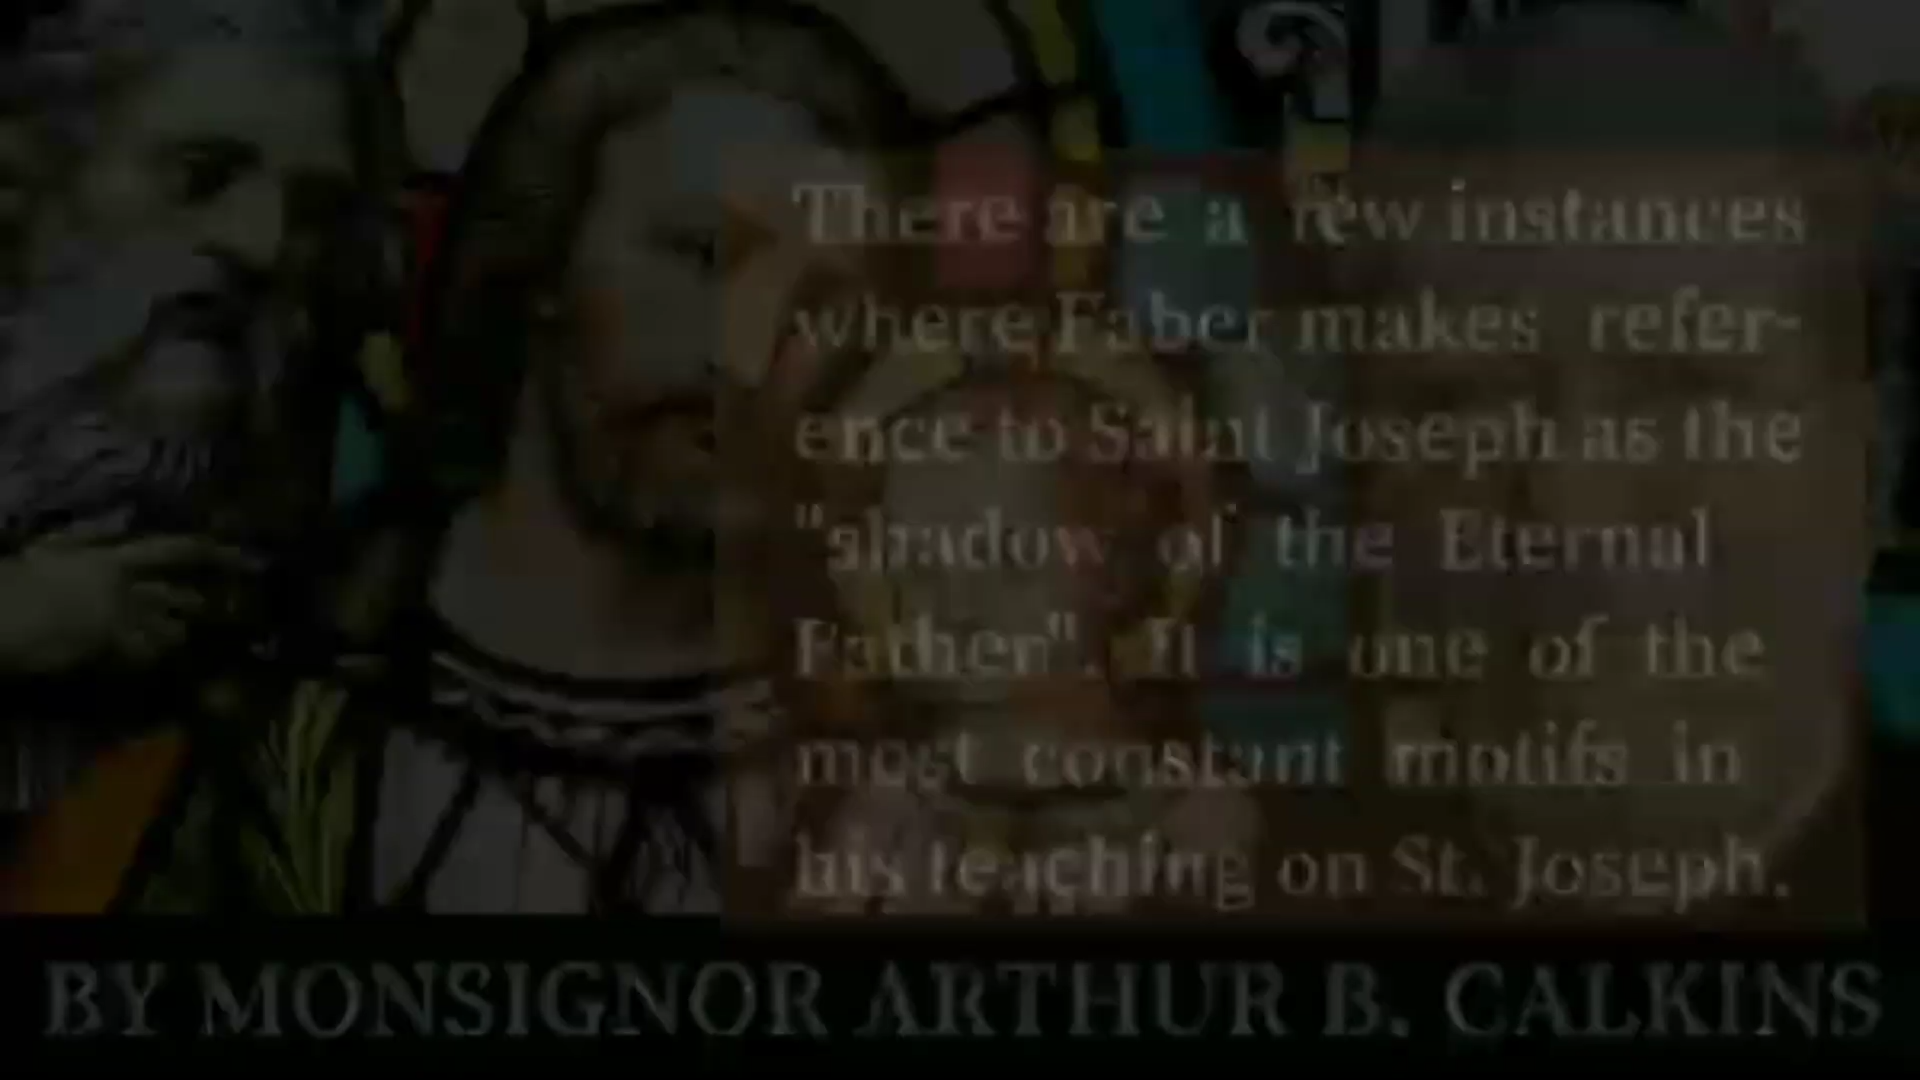 There are a few instances
where Faber makes refer-
ence to Saint Joseph as the
"shadow of the Eternal
Father". It is one of the
most constant motifs in
his teaching on St. Joseph.
BY MONSIGNOR ARTHUR B. CALKINS